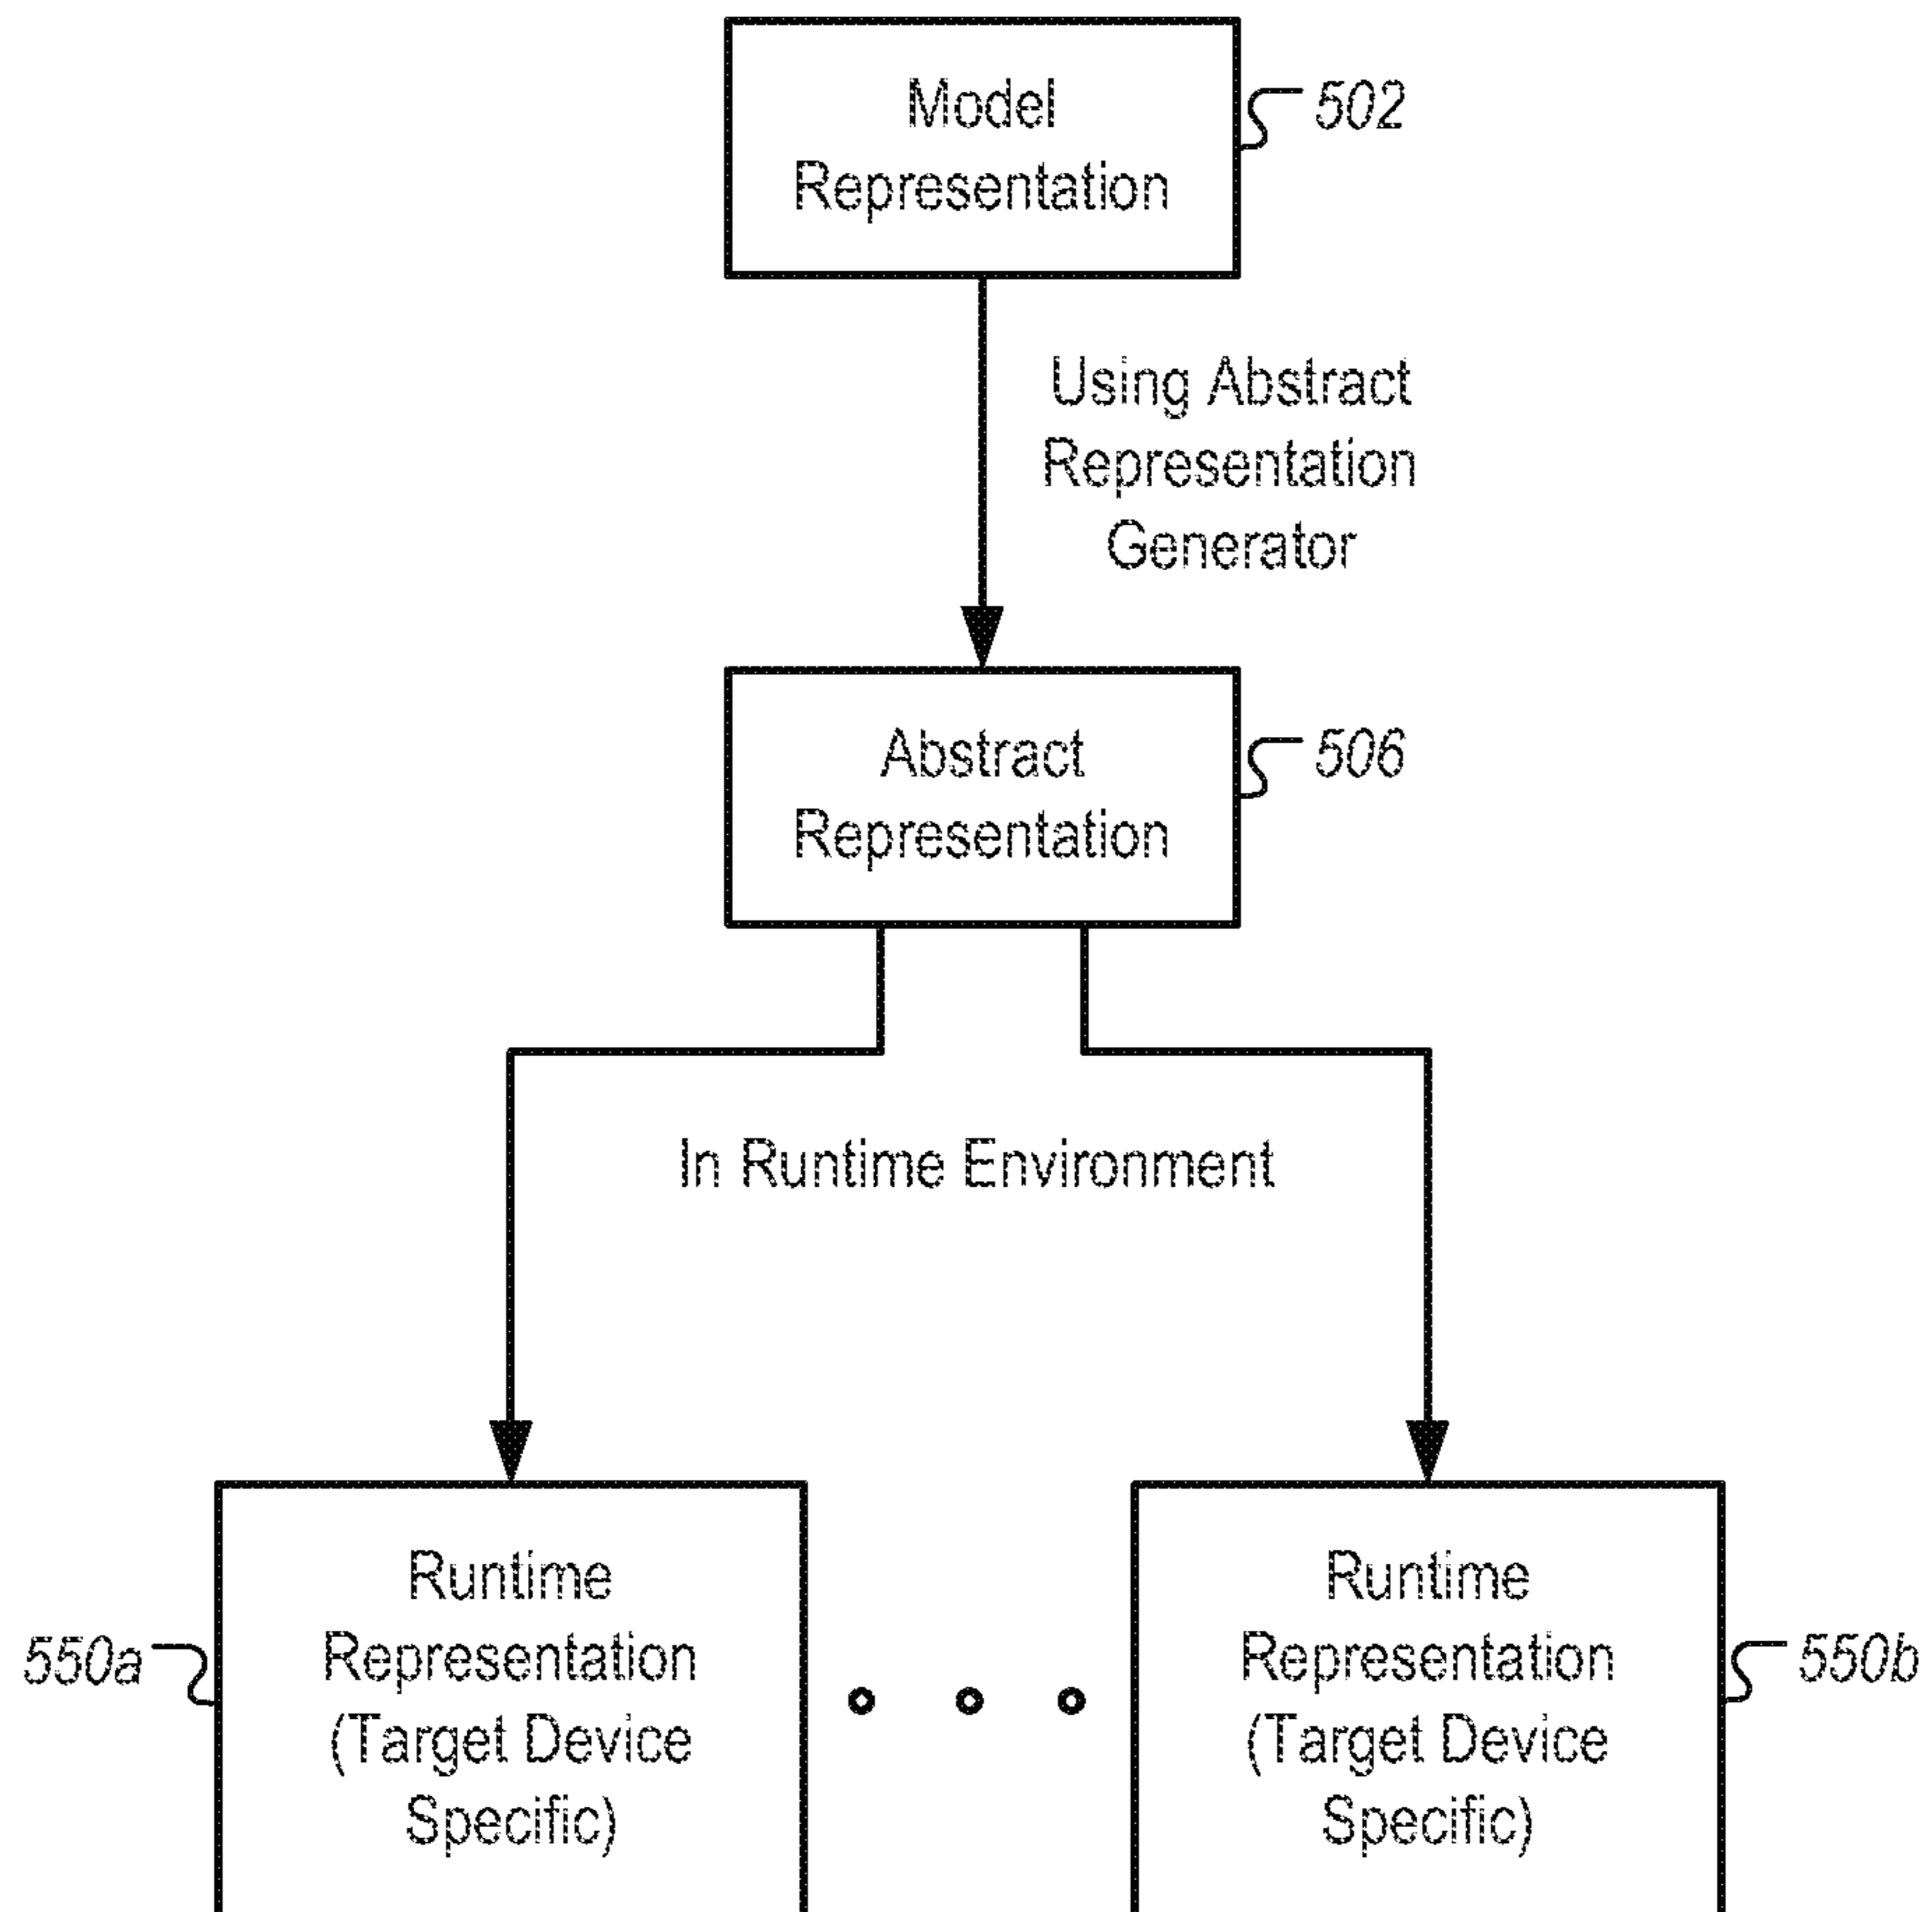 Model
Representation
502
Using Abstract
Representation
Generator
Abstract
Representation
506
In Runtime Environment
550a
Runtime
Representation
(Target Device
Specific)
Runtime
Representation
(Target Device
Specific)
550b